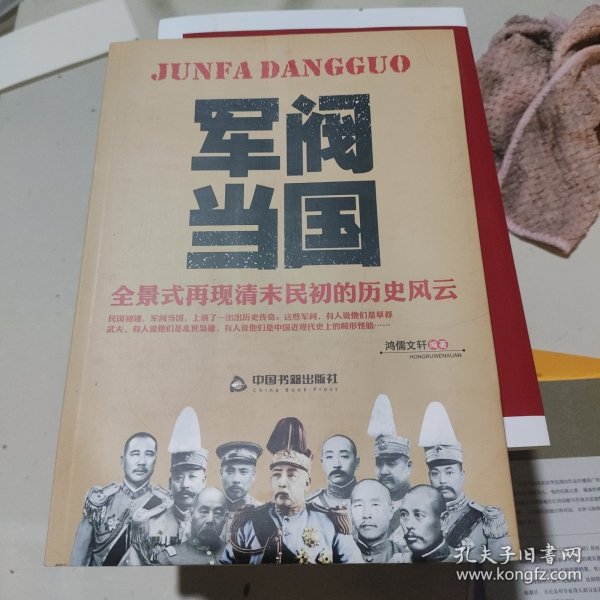 JUNFA DANGGUO
军阀
当国
全景式再现清末民初的历史风云
民国初建，军阀当国，上演了一出出历史传奇。这些军阀，有人说他们是草莽
武夫，有人说他们是乱世枭雄，有人说他们是中国近现代史上的畸形怪胎……
鸿儒文轩 编著
HONGRUWENXUAN
中国书籍出版社
China Book Press
孔夫子旧书网
www.kongfz.com